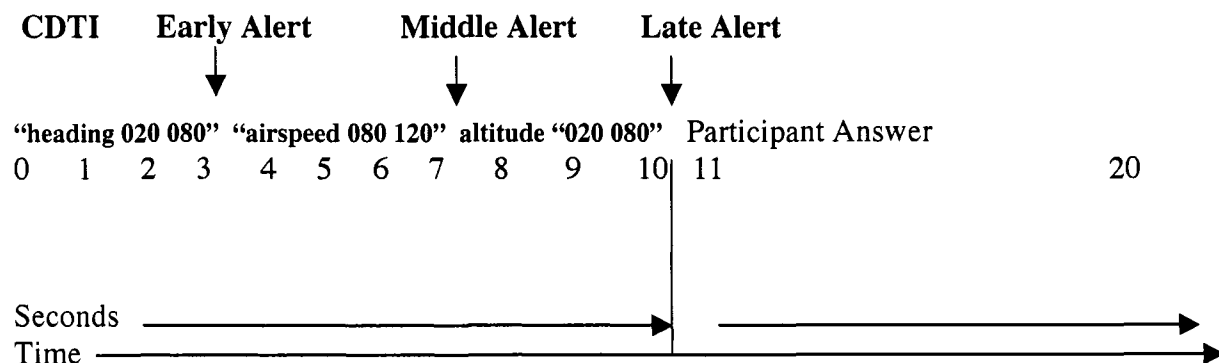 CDTI Early Alert Middle Alert Late Alert
“heading 020 080” “airspeed 080 120” altitude “020 080” Participant Answer
0 1 2 3 4 5 6 7 8 9 10 11 20
Seconds
Time